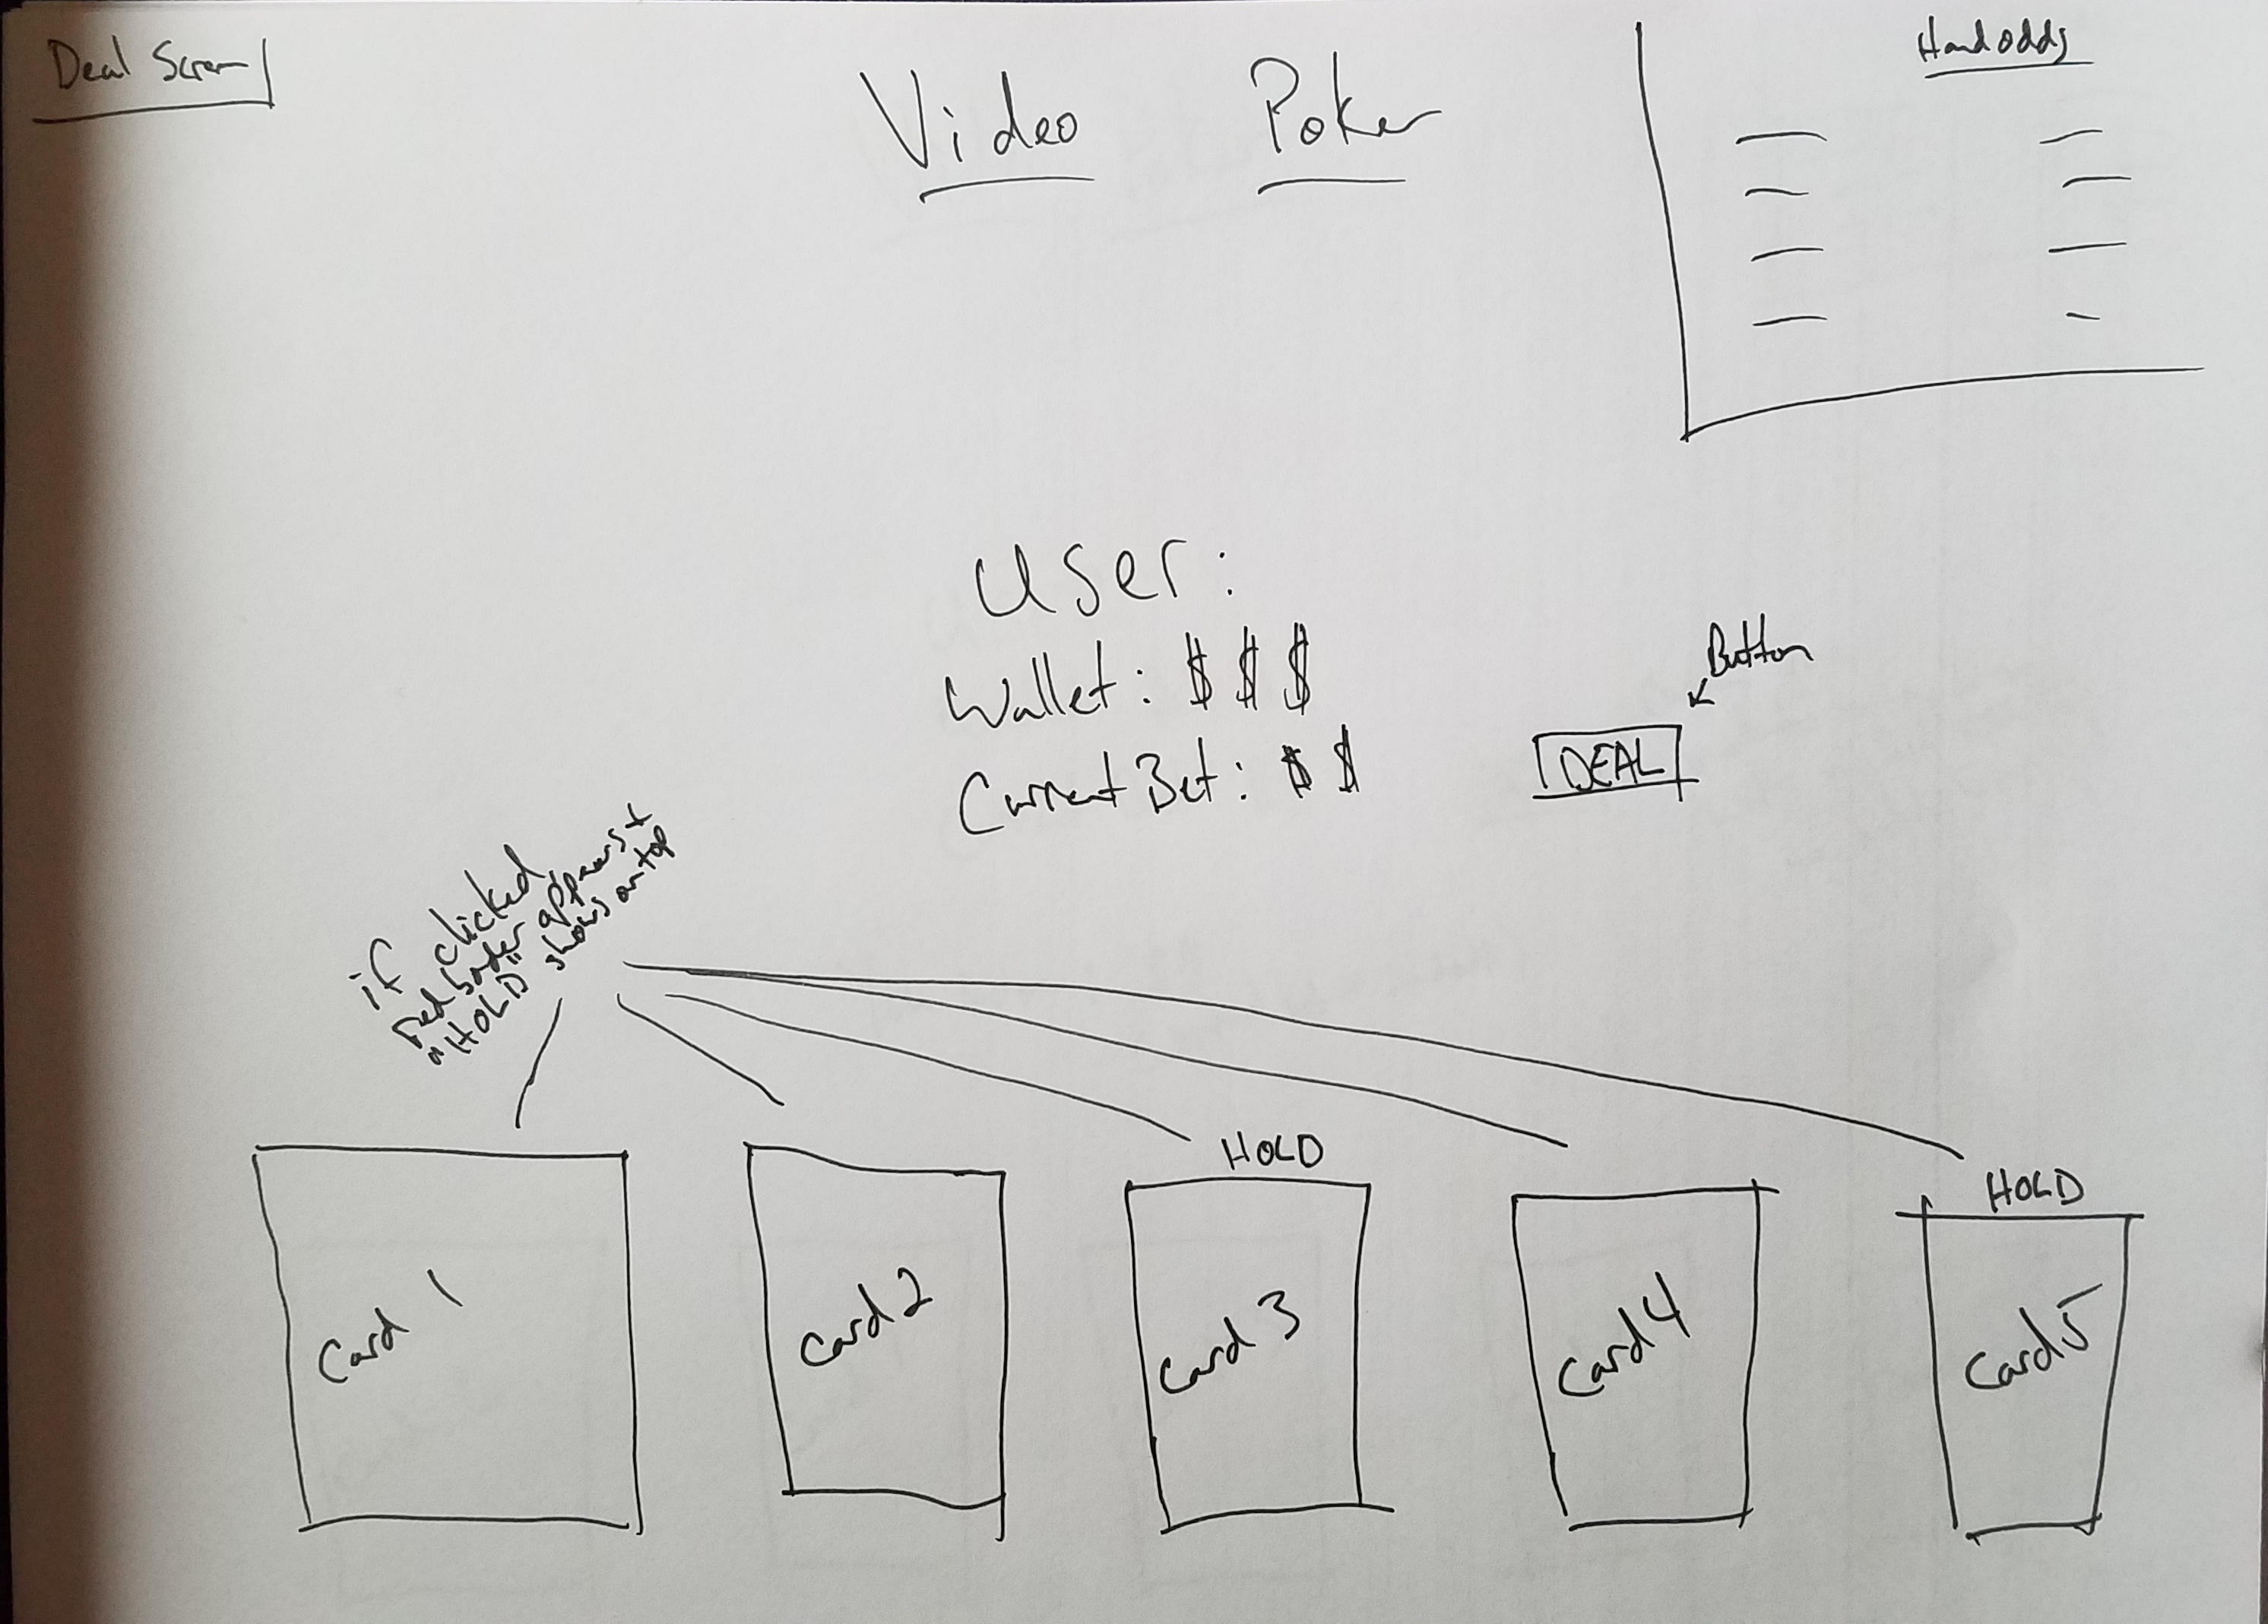 Deal Screen
Video Poker
Hand odds
User:
Wallet: $ $ $
Current Bet: $ $
Button
DEAL
if clicked
red border appears +
"HOLD" shows on top
HOLD
HOLD
Card 1
Card 2
Card 3
Card 4
Card 5